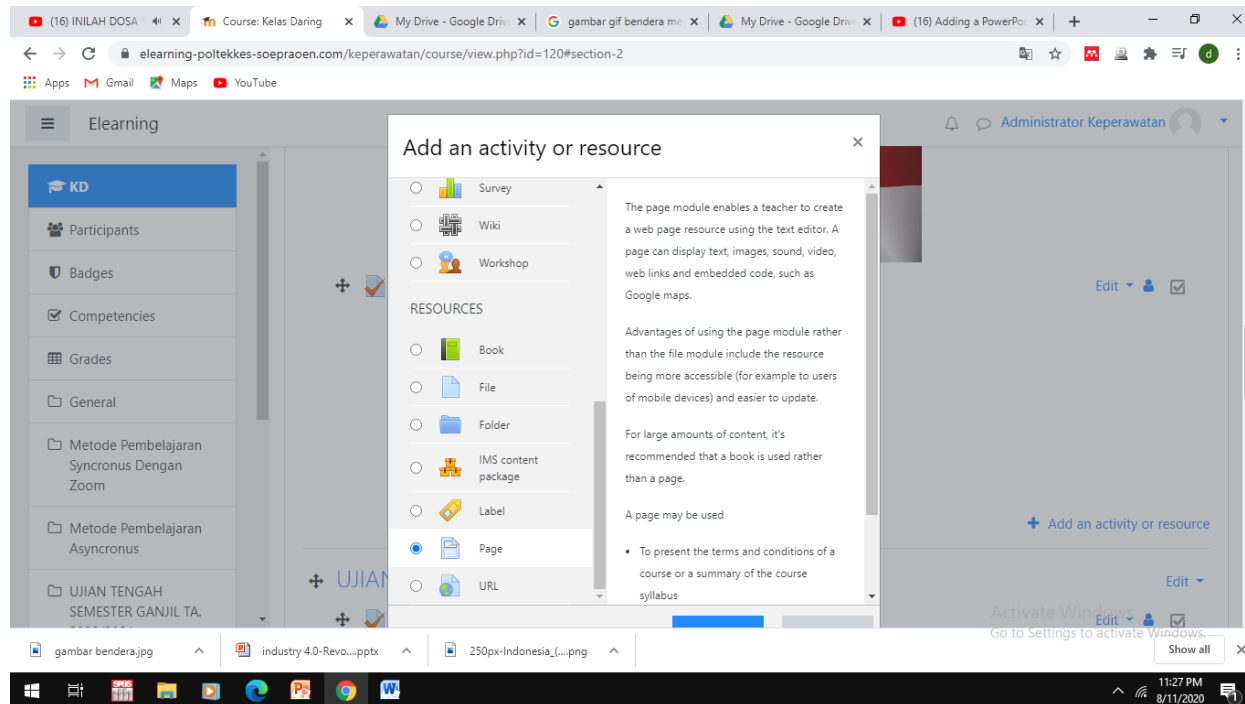 (16) INILAH DOSA
Course: Kelas Daring
My Drive - Google Driv
gambar gif bendera me
My Drive - Google Driv
(16) Adding a PowerPoi
elearning-poltekkes-soepraoen.com/keperawatan/course/view.php?id=120#section-2
d
Apps
Gmail
Maps
YouTube
Elearning
Administrator Keperawatan
KD
Participants
Badges
Competencies
Grades
General
Metode Pembelajaran
Syncronus Dengan
Zoom
Metode Pembelajaran
Asyncronus
UJIAN TENGAH
SEMESTER GANJIL TA.
Add an activity or resource
Survey
Wiki
Workshop
RESOURCES
Book
File
Folder
IMS content
package
Label
Page
URL
The page module enables a teacher to create
a web page resource using the text editor. A
page can display text, images, sound, video,
web links and embedded code, such as
Google maps.
Advantages of using the page module rather
than the file module include the resource
being more accessible (for example to users
of mobile devices) and easier to update.
For large amounts of content, it's
recommended that a book is used rather
than a page.
A page may be used
• To present the terms and conditions of a
course or a summary of the course
syllabus
Edit
Add an activity or resource
UJIAN
Edit
Edit
Activate Windows
Go to Settings to activate Windows.
gambar bendera.jpg
industry 4.0-Revo....pptx
250px-Indonesia_(....png
Show all
SPSS
11:27 PM
8/11/2020
1